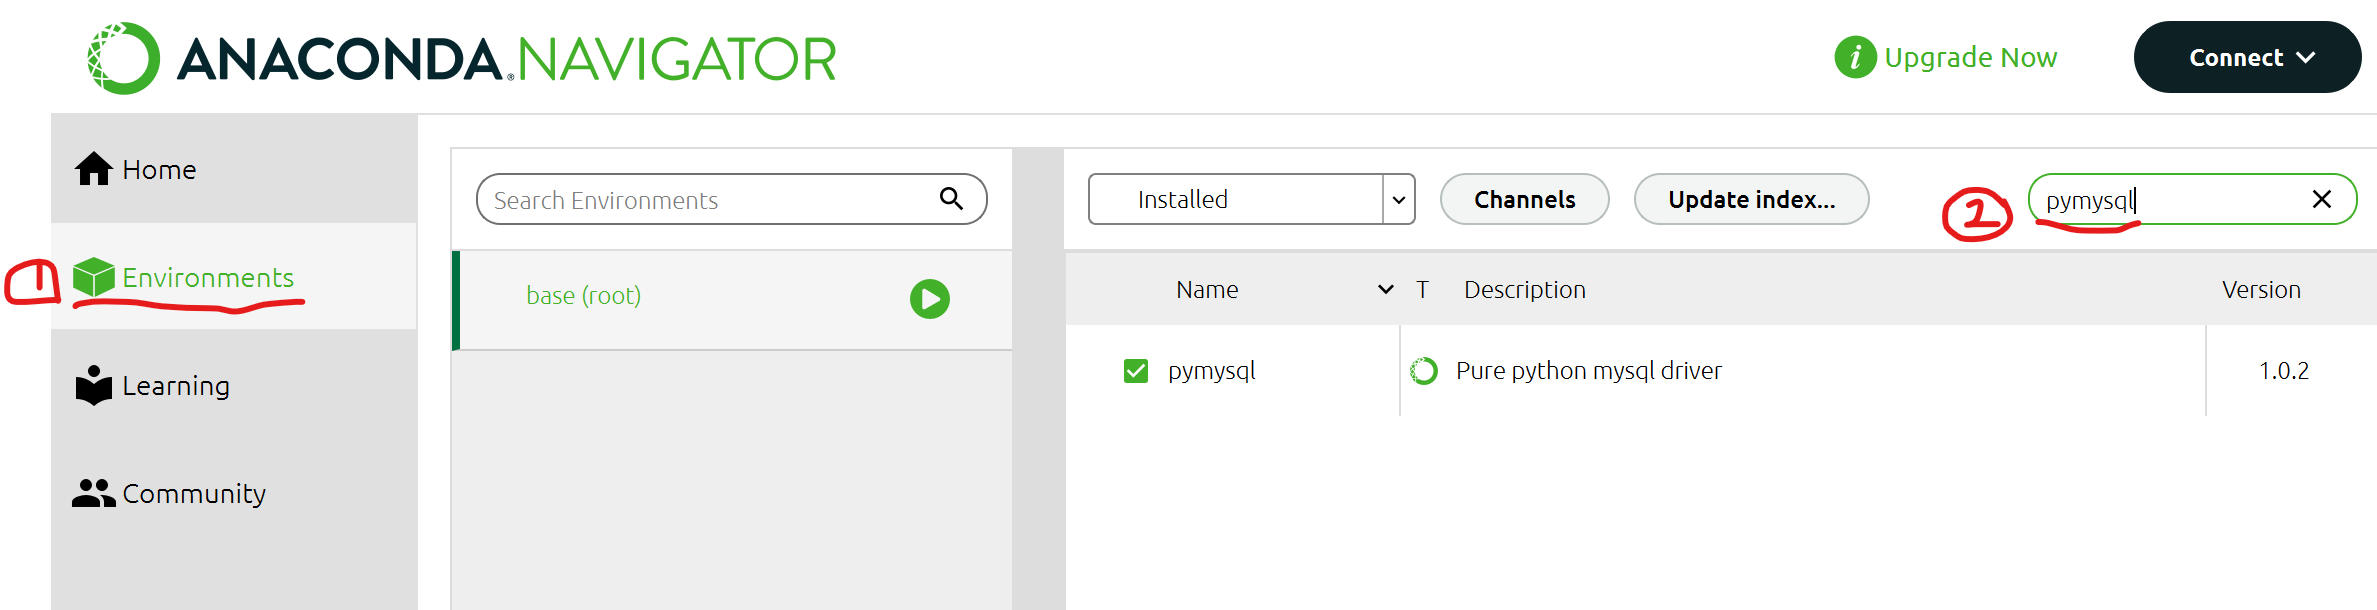 ANACONDA.NAVIGATOR
Upgrade Now
Connect
Home
Environments
Learning
Community
1
Search Environments
base (root)
Installed
Channels
Update index...
2
pymysql
Name
T
Description
Version
pymysql
Pure python mysql driver
1.0.2